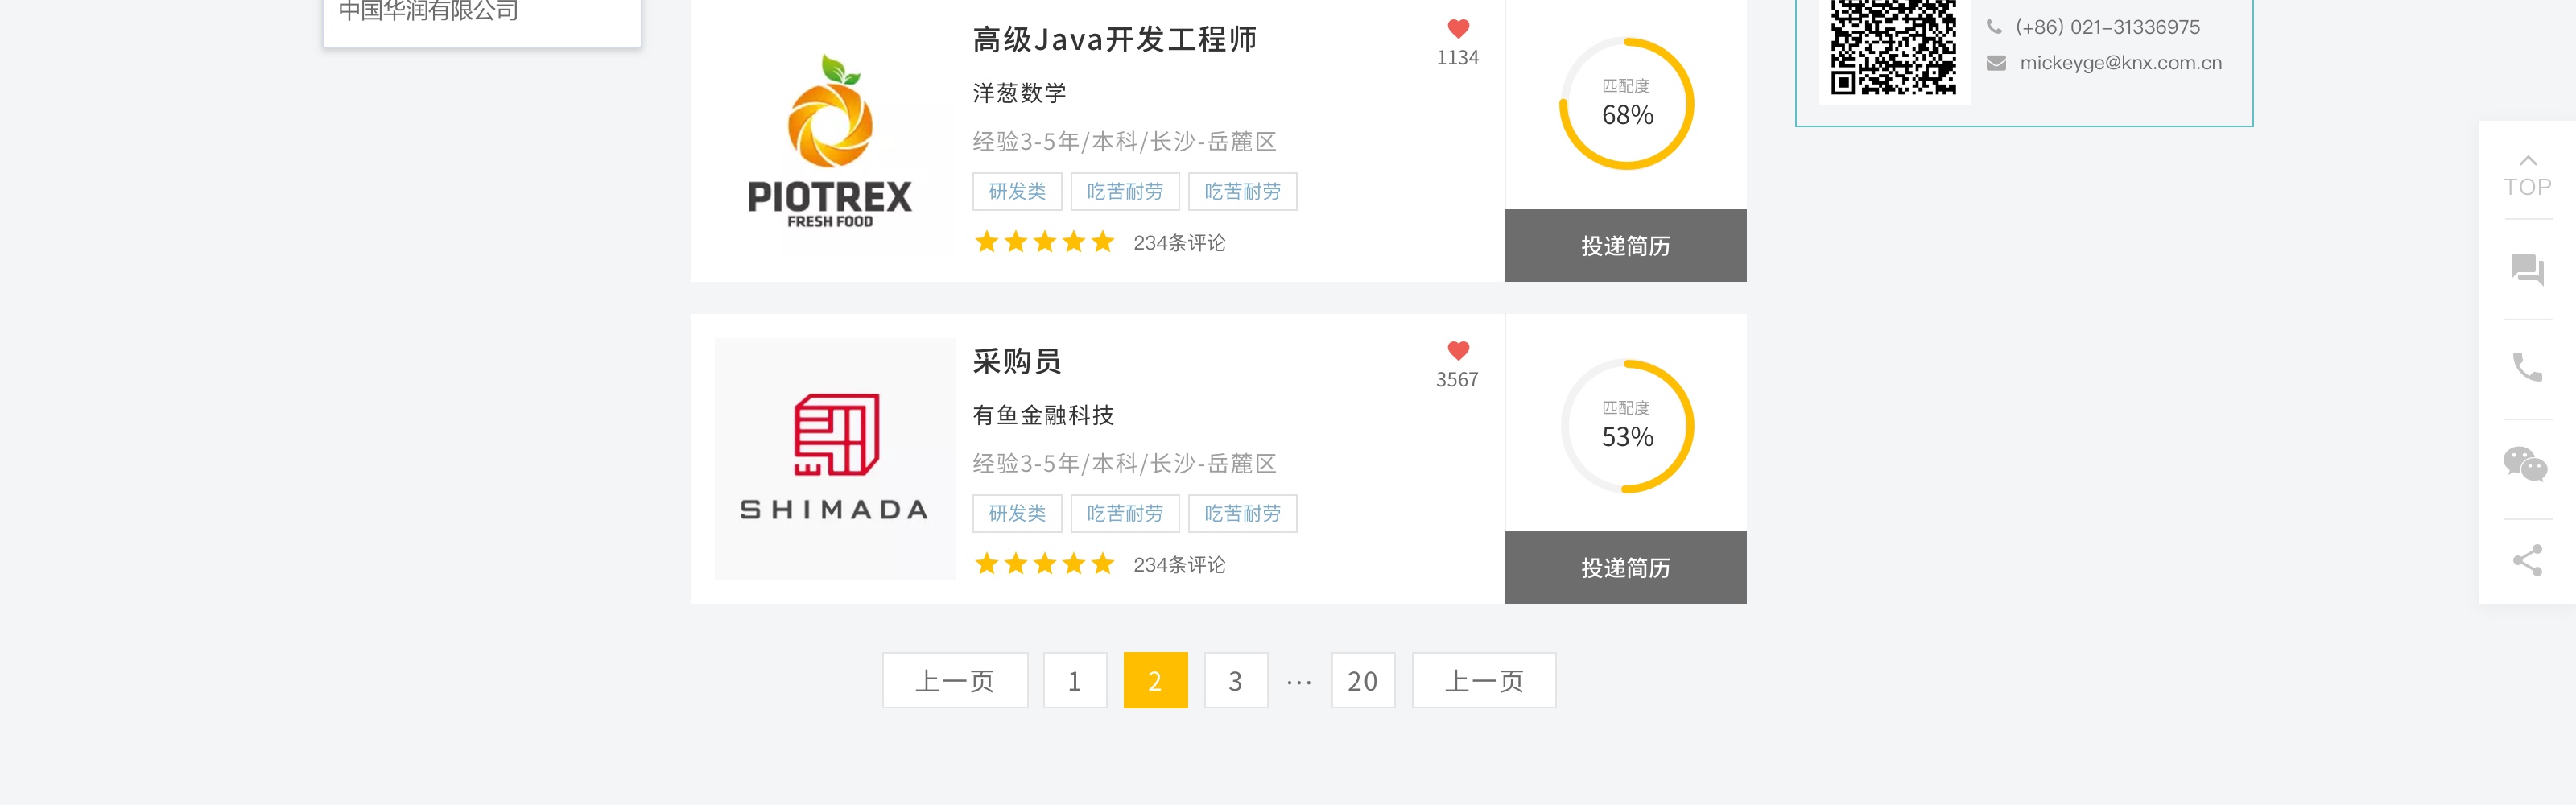 中国华润有限公司
高级Java开发工程师
1134
洋葱数学
经验3-5年/本科/长沙-岳麓区
研发类 吃苦耐劳 吃苦耐劳
234条评论
PIOTREX
FRESH FOOD
匹配度
68%
投递简历
采购员
3567
有鱼金融科技
经验3-5年/本科/长沙-岳麓区
研发类 吃苦耐劳 吃苦耐劳
234条评论
SHIMADA
匹配度
53%
投递简历
上一页 1 2 3 ··· 20 上一页
(+86) 021-31336975
mickeyge@knx.com.cn
TOP